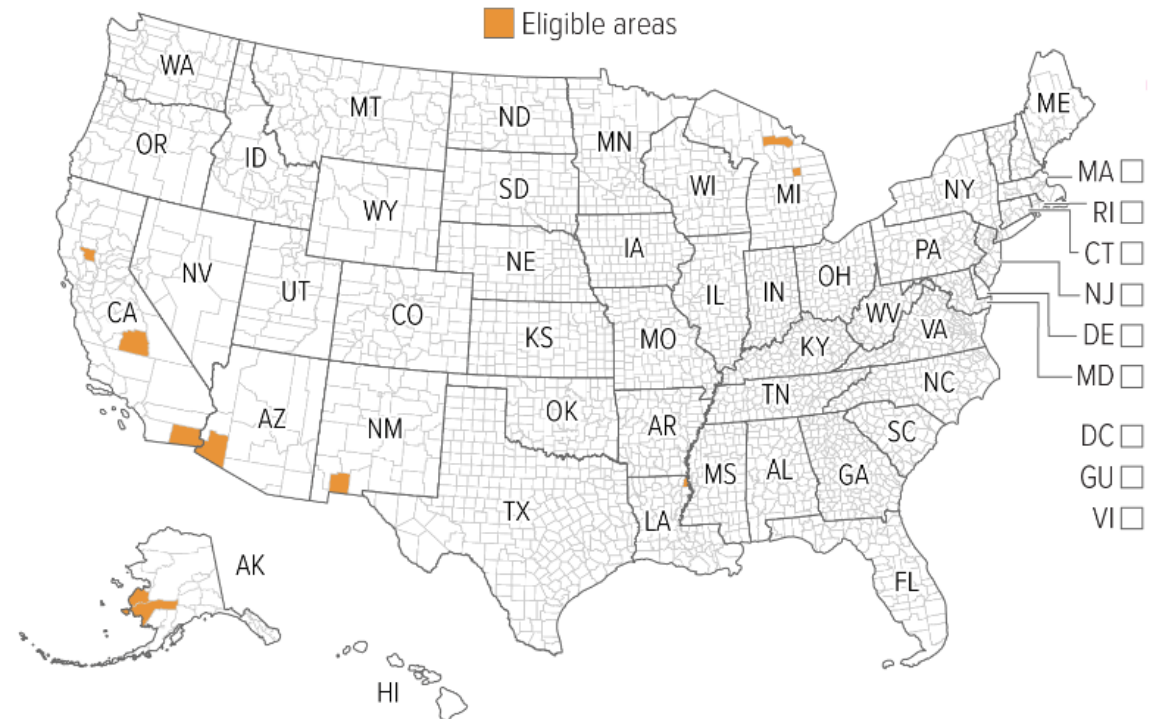 Eligible areas
WA
MT
ND
MN
ME
OR
ID
SD
WI
MI
NY
MA
WY
RI
NE
IA
PA
CT
NV
UT
CO
IL
IN
OH
NJ
CA
KS
MO
WV
VA
DE
KY
MD
AZ
NM
OK
AR
TN
NC
SC
DC
MS
AL
GA
GU
TX
LA
VI
AK
FL
HI